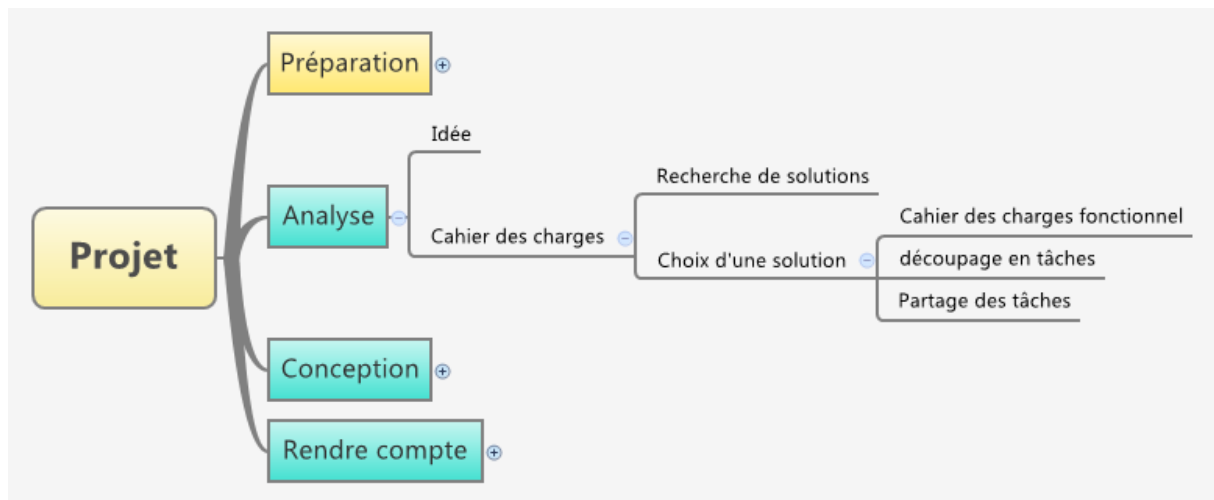 Préparation
Idée
Recherche de solutions
Analyse
Cahier des charges fonctionnel
Cahier des charges
Projet
Choix d'une solution
découpage en tâches
Partage des tâches
Conception
Rendre compte